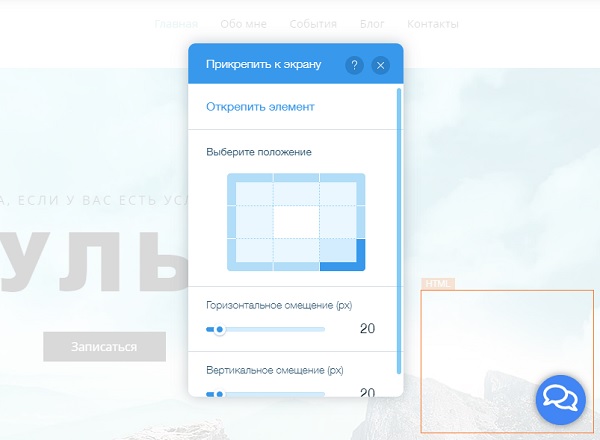 Главная Обо мне События Блог Контакты
Прикрепить к экрану ?
Открепить элемент
Выберите положение
А, ЕСЛИ У ВАС ЕСТЬ УСЛ
УЛЬ
HTML
Горизонтальное смещение (px)
20
Записаться
Вертикальное смещение (px)
20